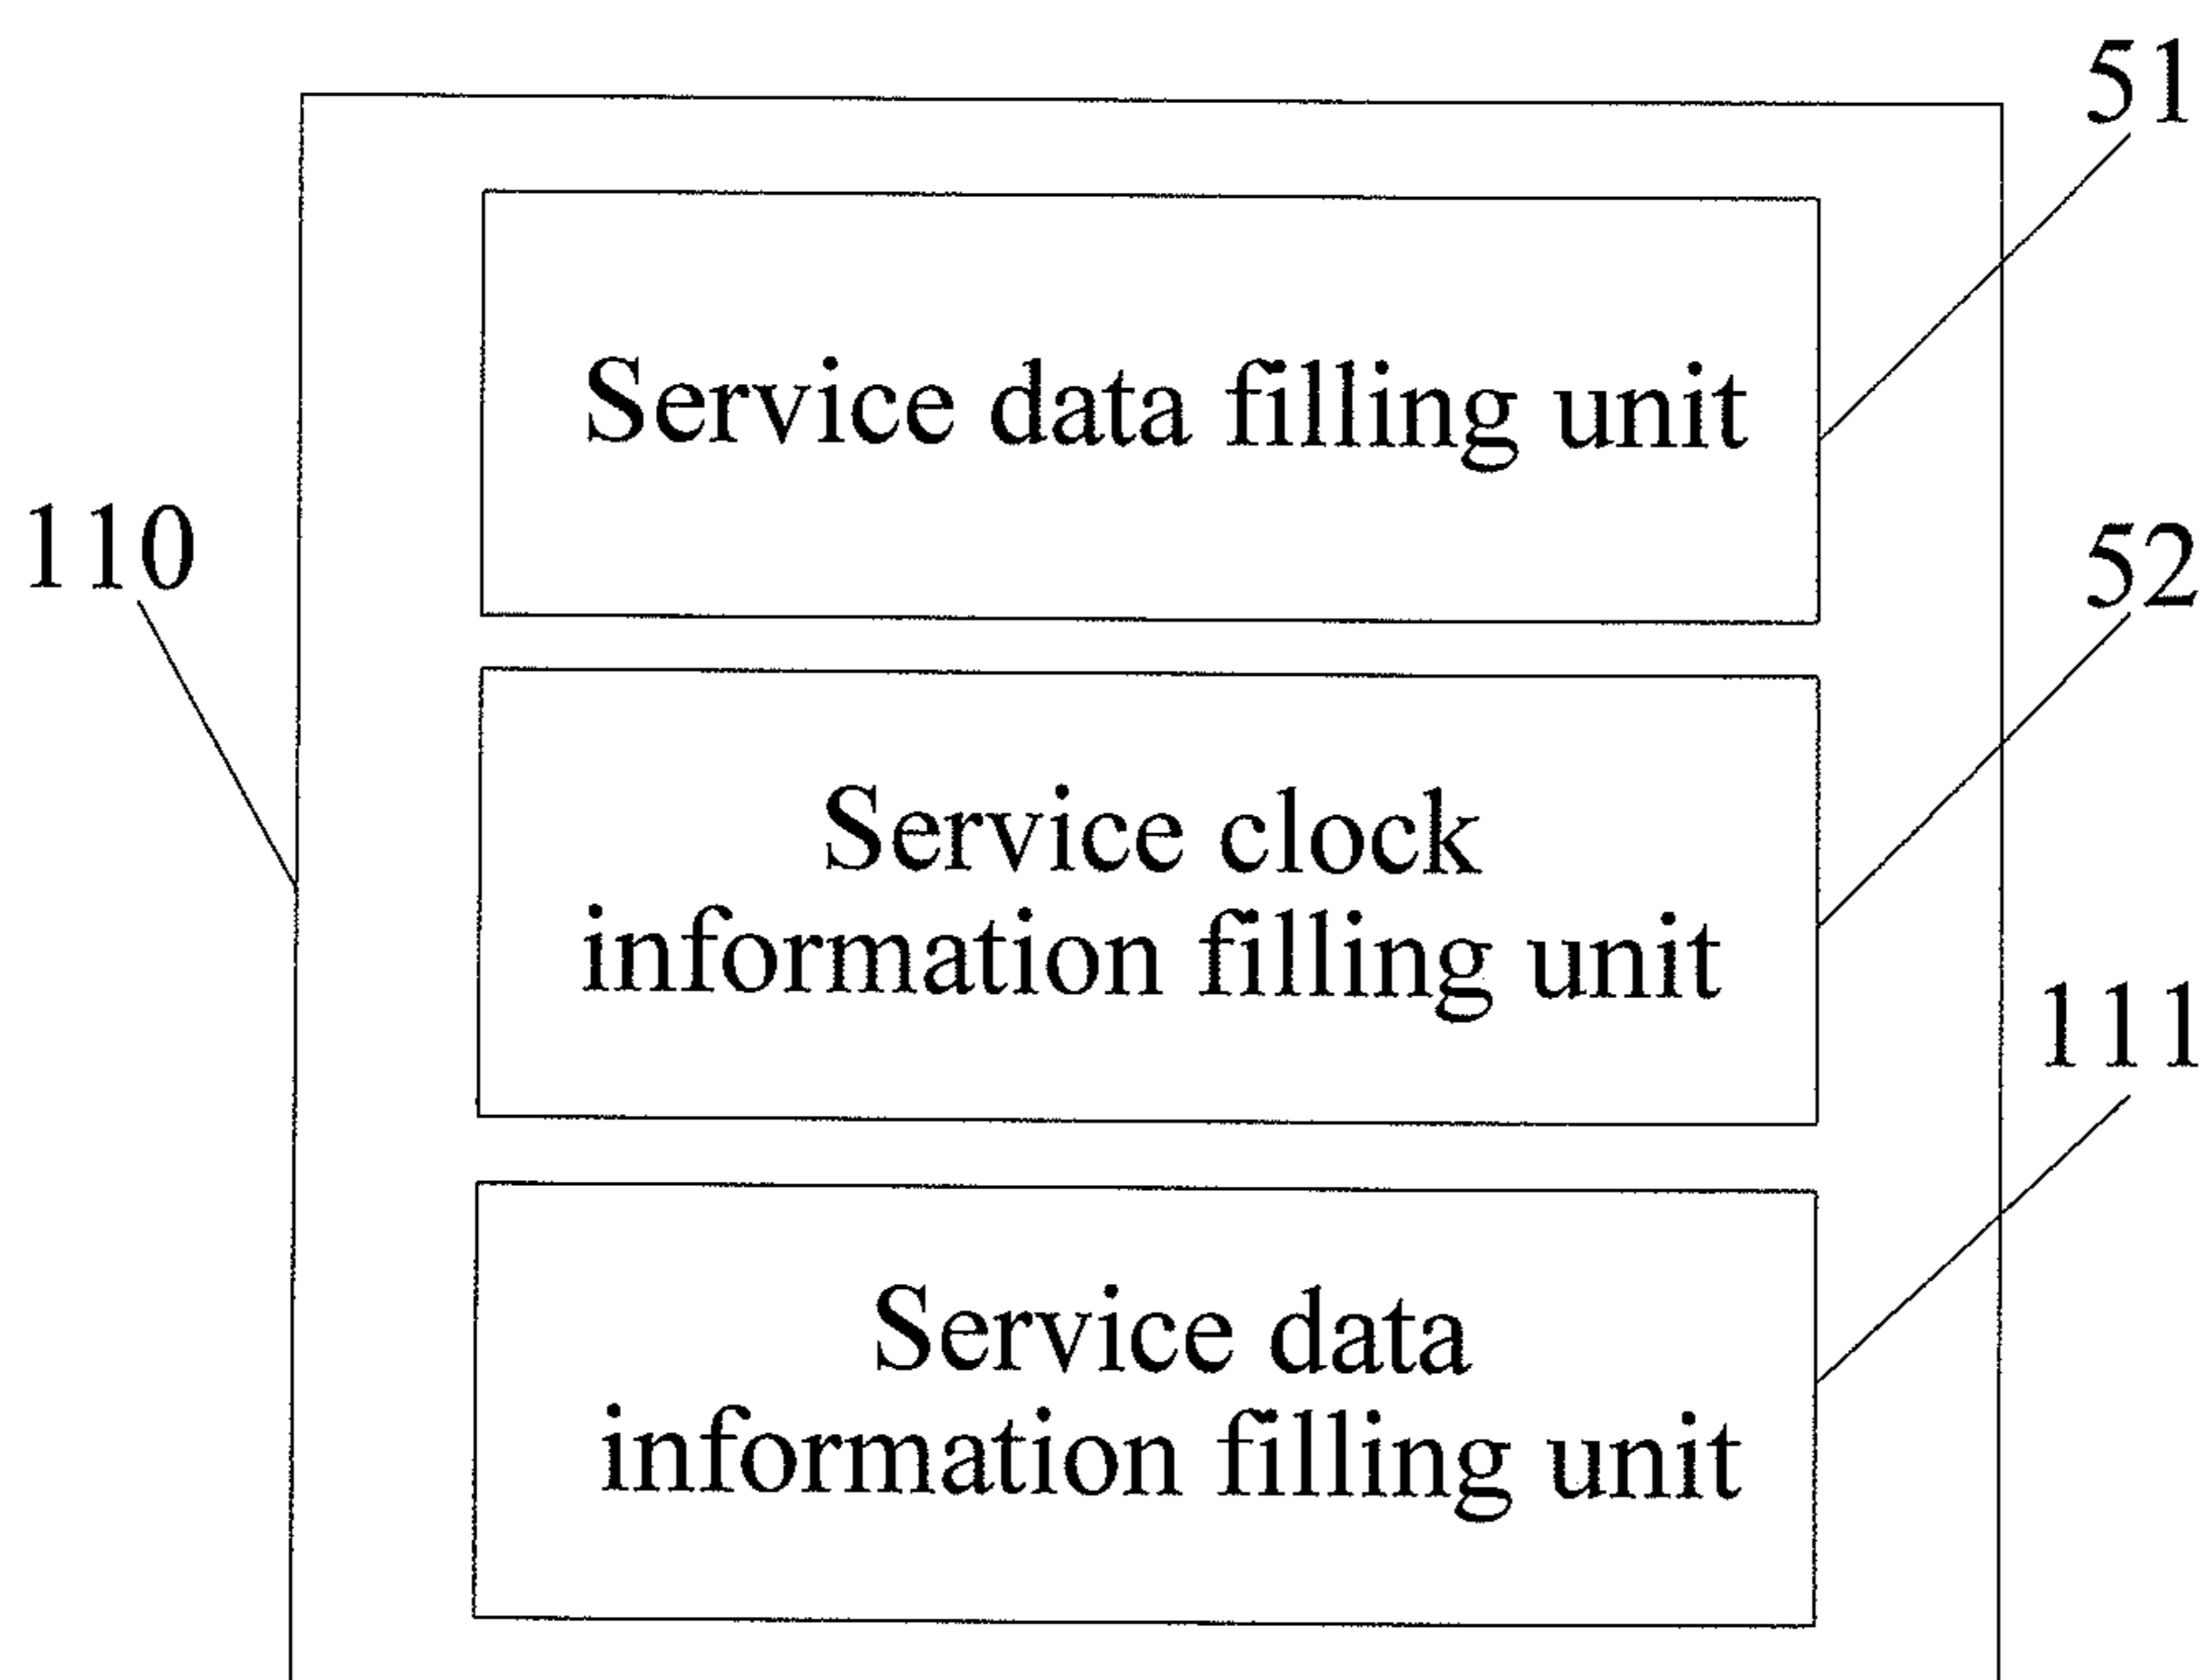 51
Service data filling unit
110
52
Service clock
information filling unit
111
Service data
information filling unit